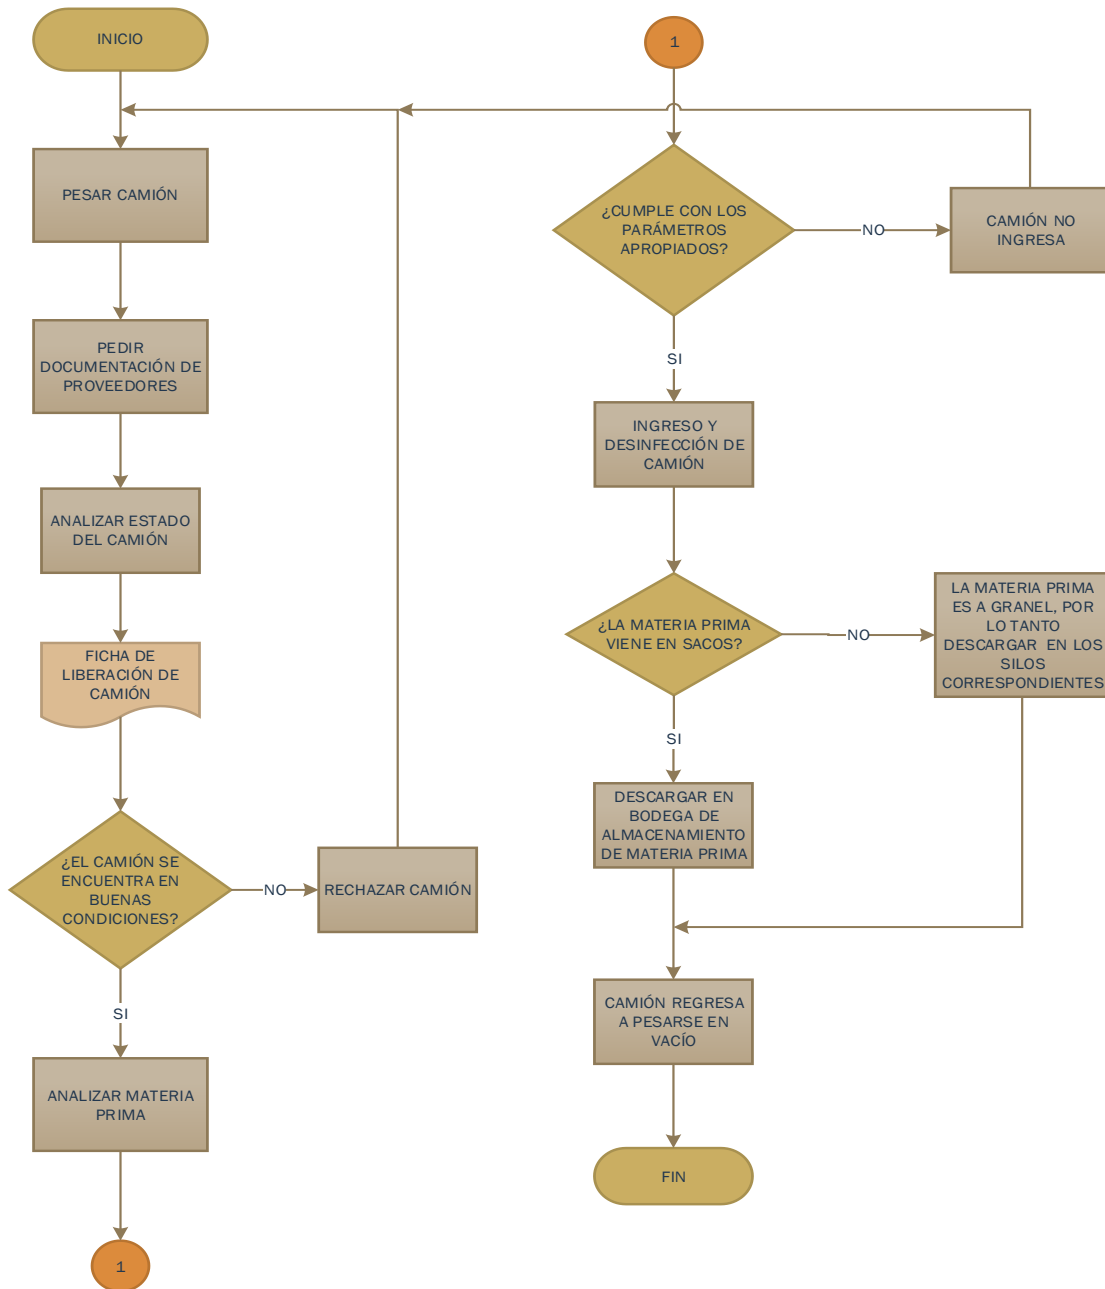 INICIO
PESAR CAMIÓN
PEDIR
DOCUMENTACIÓN DE
PROVEEDORES
ANALIZAR ESTADO
DEL CAMIÓN
FICHA DE
LIBERACIÓN DE
CAMIÓN
¿EL CAMIÓN SE
ENCUENTRA EN
BUENAS
CONDICIONES?
NO
RECHAZAR CAMIÓN
SI
ANALIZAR MATERIA
PRIMA
1
1
¿CUMPLE CON LOS
PARÁMETROS
APROPIADOS?
NO
CAMIÓN NO
INGRESA
SI
INGRESO Y
DESINFECCIÓN DE
CAMIÓN
¿LA MATERIA PRIMA
VIENE EN SACOS?
NO
LA MATERIA PRIMA
ES A GRANEL, POR
LO TANTO
DESCARGAR EN LOS
SILOS
CORRESPONDIENTES
SI
DESCARGAR EN
BODEGA DE
ALMACENAMIENTO
DE MATERIA PRIMA
CAMIÓN REGRESA
A PESARSE EN
VACÍO
FIN